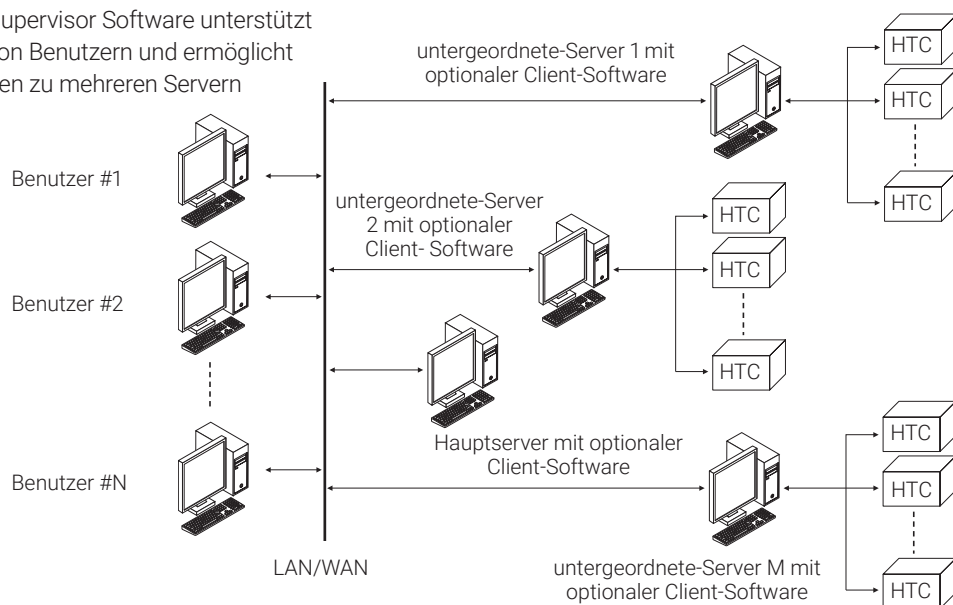 upervisor Software unterstützt
on Benutzern und ermöglicht
en zu mehreren Servern
untergeordnete-Server 1 mit
optionaler Client-Software
HTC
HTC
HTC
Benutzer #1
untergeordnete-Server
2 mit optionaler
Client- Software
HTC
HTC
HTC
Benutzer #2
Hauptserver mit optionaler
Client-Software
HTC
HTC
HTC
Benutzer #N
LAN/WAN
untergeordnete-Server M mit
optionaler Client-Software